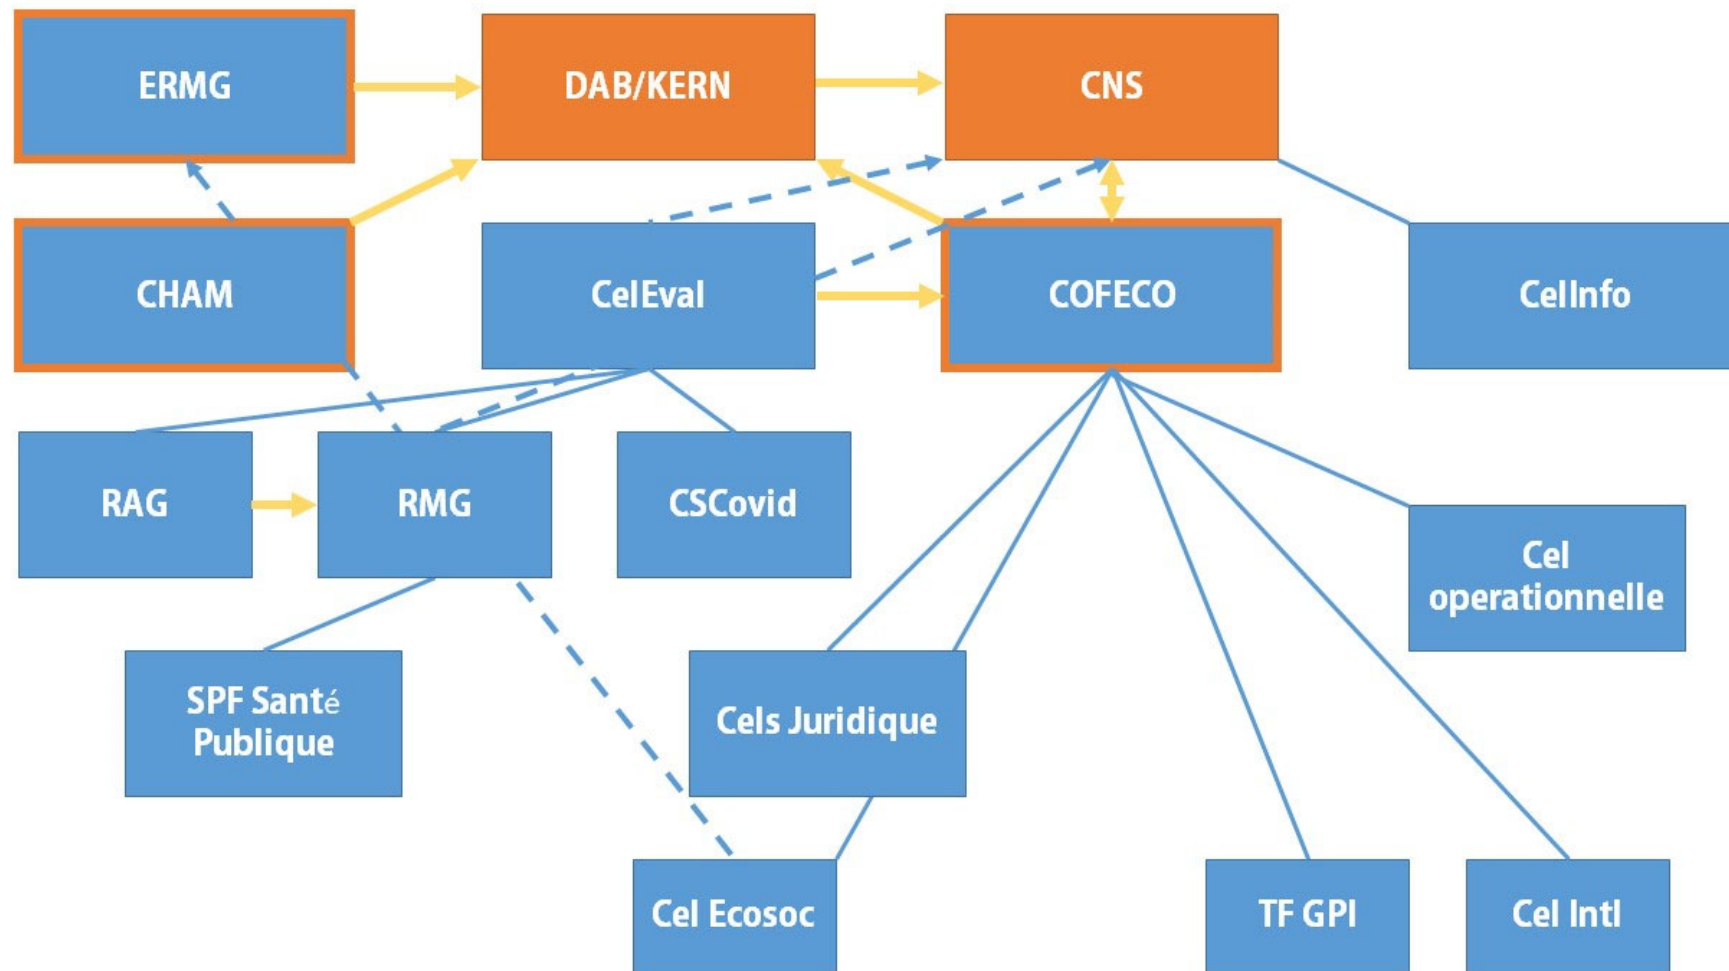 ERMG
DAB/KERN
CNS
CHAM
CelEval
COFECO
CelInfo
RAG
RMG
CSCovid
Cel
operationnelle
SPF Santé
Publique
Cels Juridique
Cel Ecosoc
TF GPI
Cel Intl